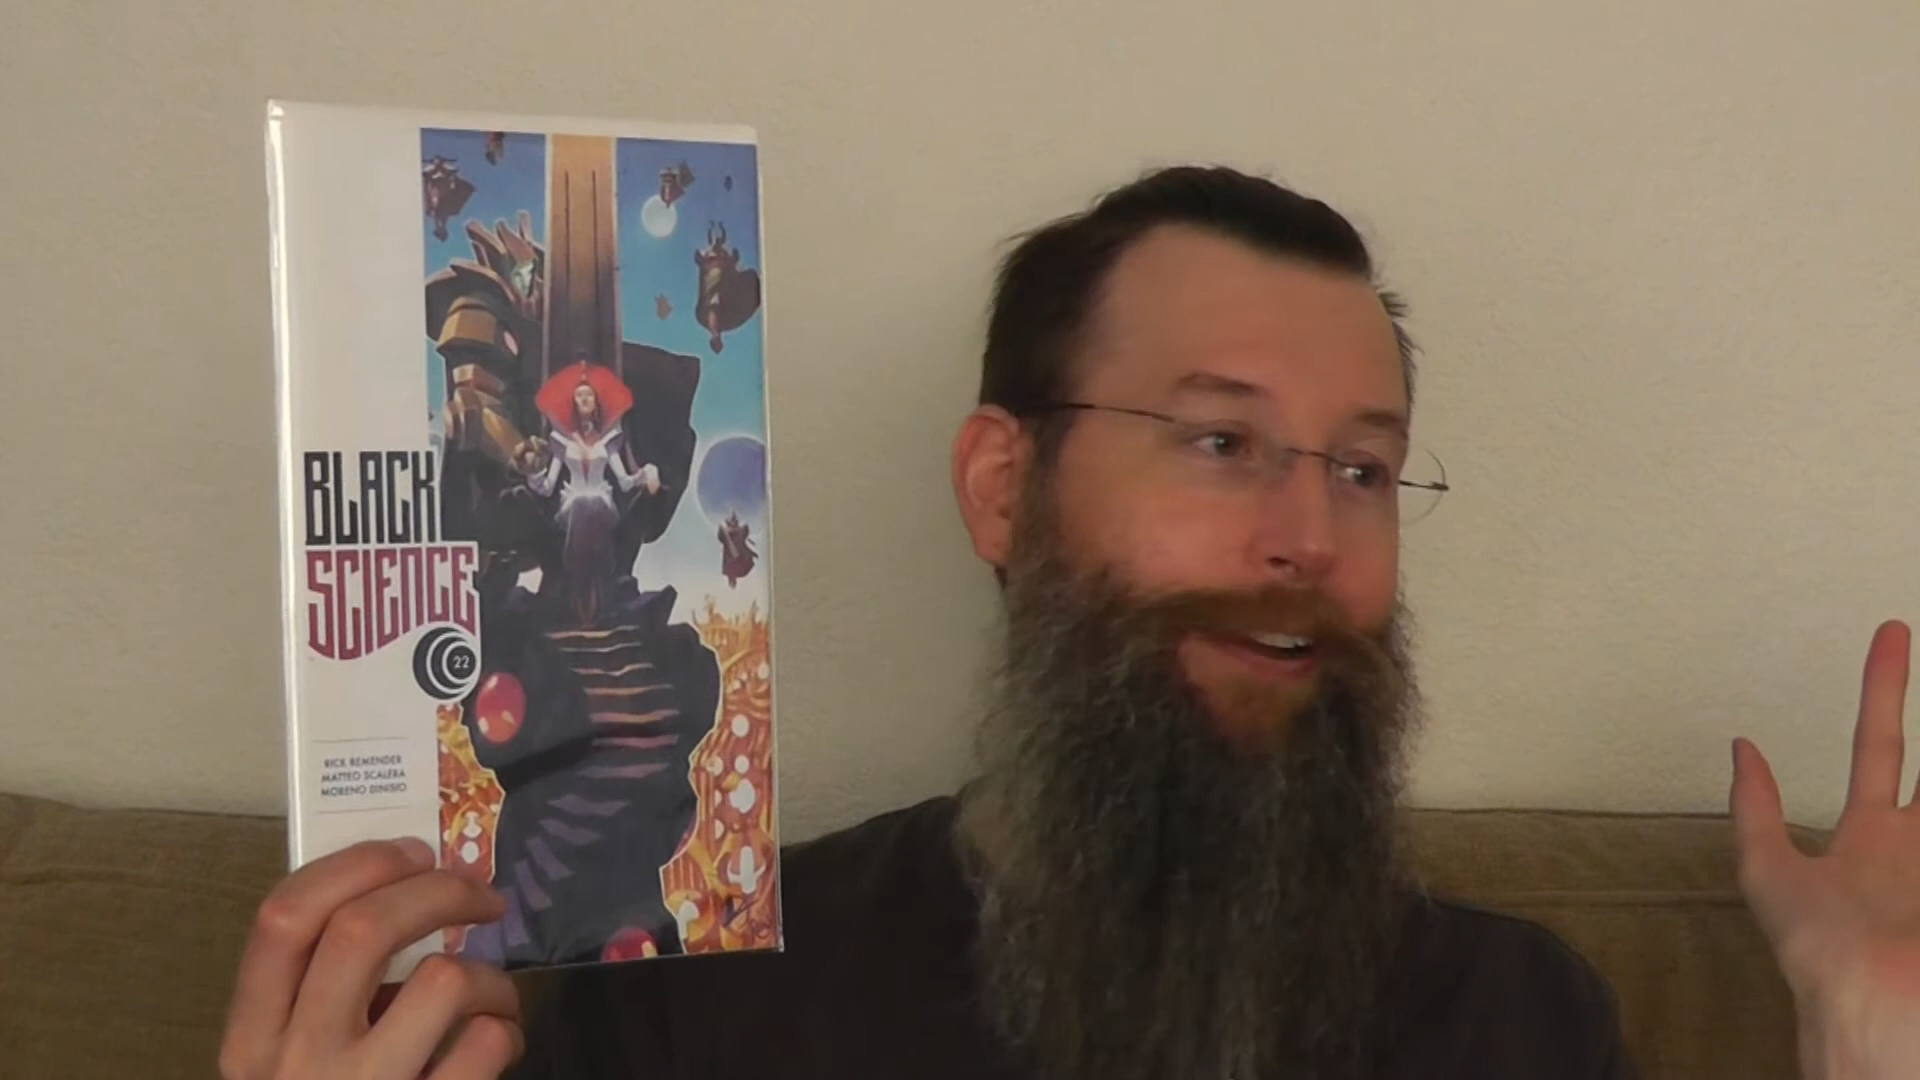 BLACK
SCIENCE
22
RICK REMENDER
MATTEO SCALERA
MORENO DINISIO